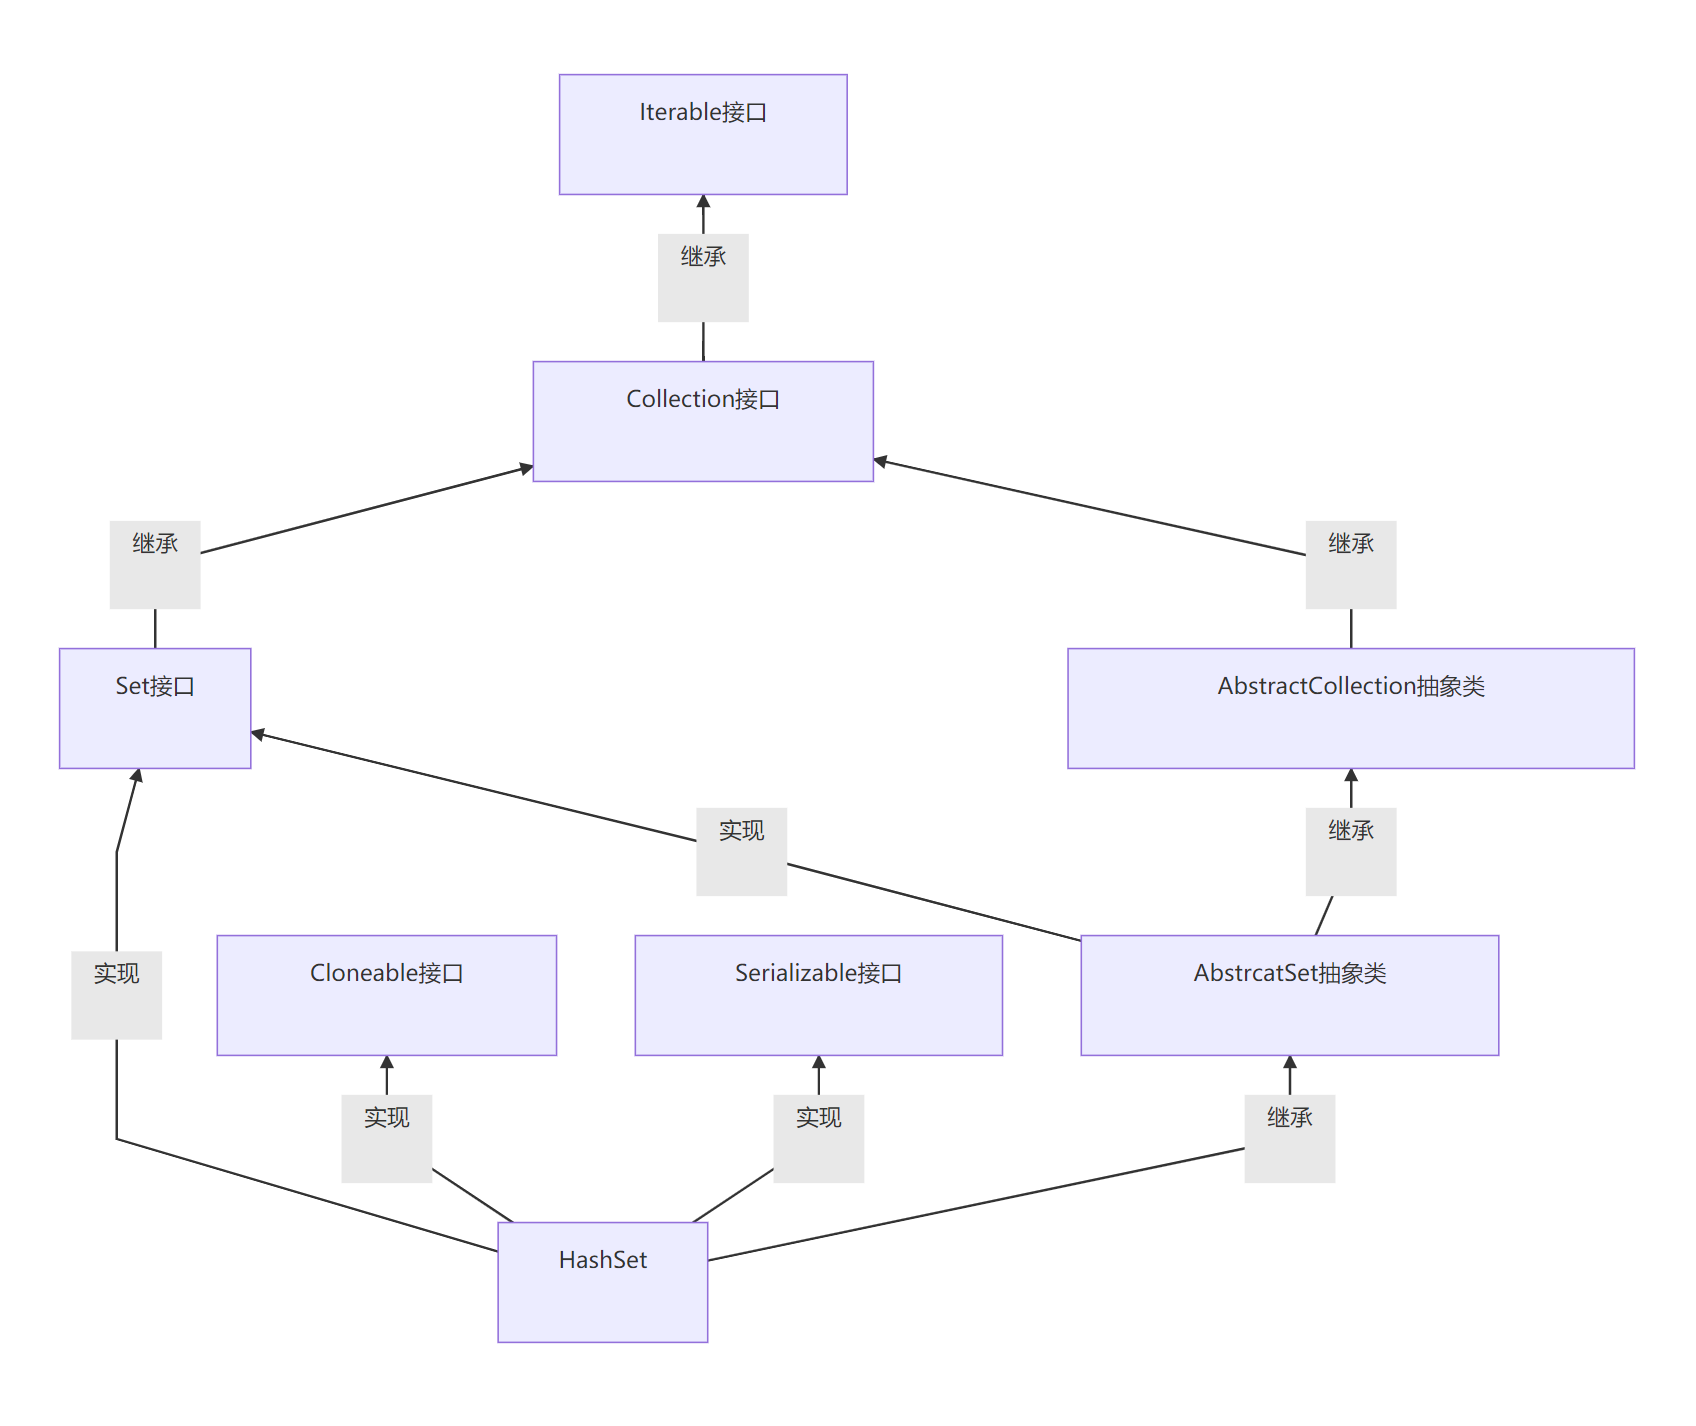 Iterable接口
继承
Collection接口
继承
继承
Set接口
AbstractCollection抽象类
实现
继承
实现
Cloneable接口
Serializable接口
AbstrcatSet抽象类
实现
实现
继承
HashSet